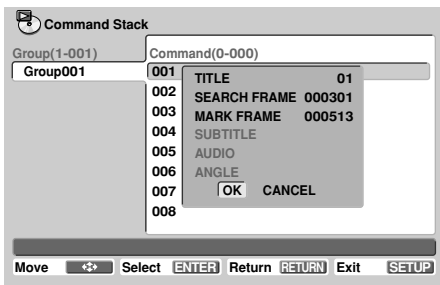 Command Stack
Group(1-001) Command(0-000)
Group001 001
TITLE 01
002 SEARCH FRAME 000301
003 MARK FRAME 000513
004 SUBTITLE
005 AUDIO
006 ANGLE
007 OK CANCEL
008
Move Select ENTER Return RETURN Exit SETUP